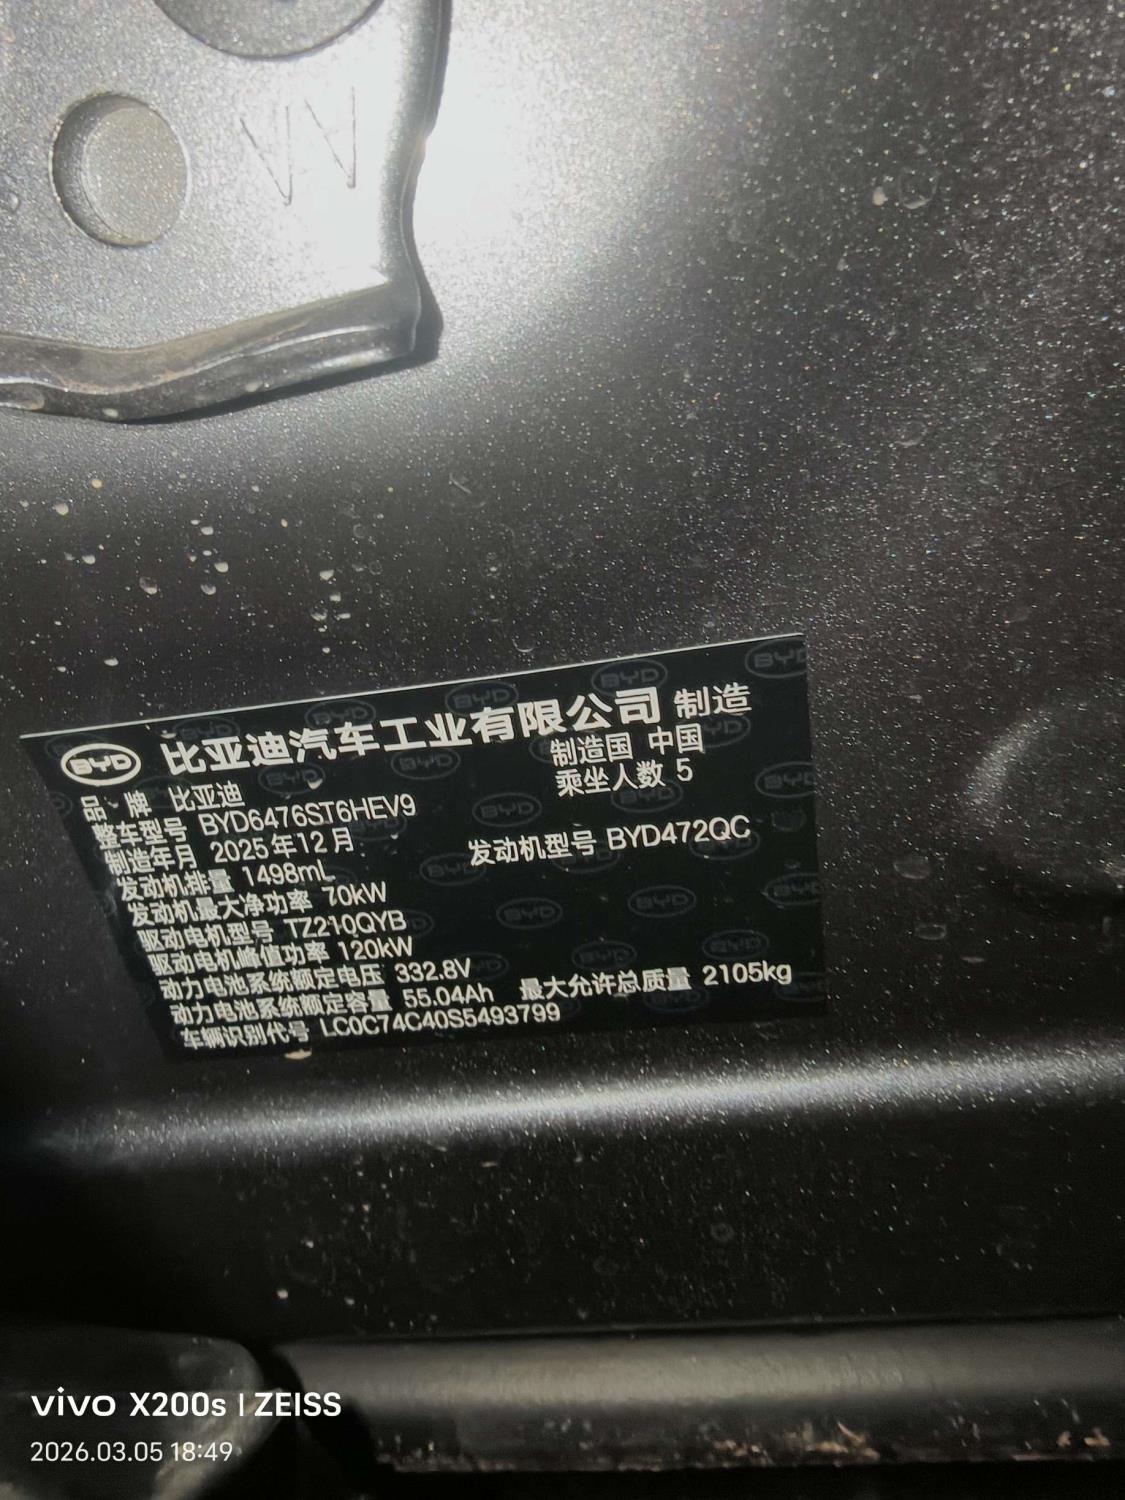 VV
BYD 比亚迪汽车工业有限公司 制造
制造国 中国
品 牌 比亚迪
乘坐人数 5
整车型号 BYD6476ST6HEV9
制造年月 2025年12月
发动机型号 BYD472QC
发动机排量 1498mL
发动机最大净功率 70kW
驱动电机型号 TZ210QYB
驱动电机峰值功率 120kW
动力电池系统额定电压 332.8V
动力电池系统额定容量 55.04Ah 最大允许总质量 2105kg
车辆识别代号 LC0C74C40S5493799
vivo X200s | ZEISS
2026.03.05 18:49